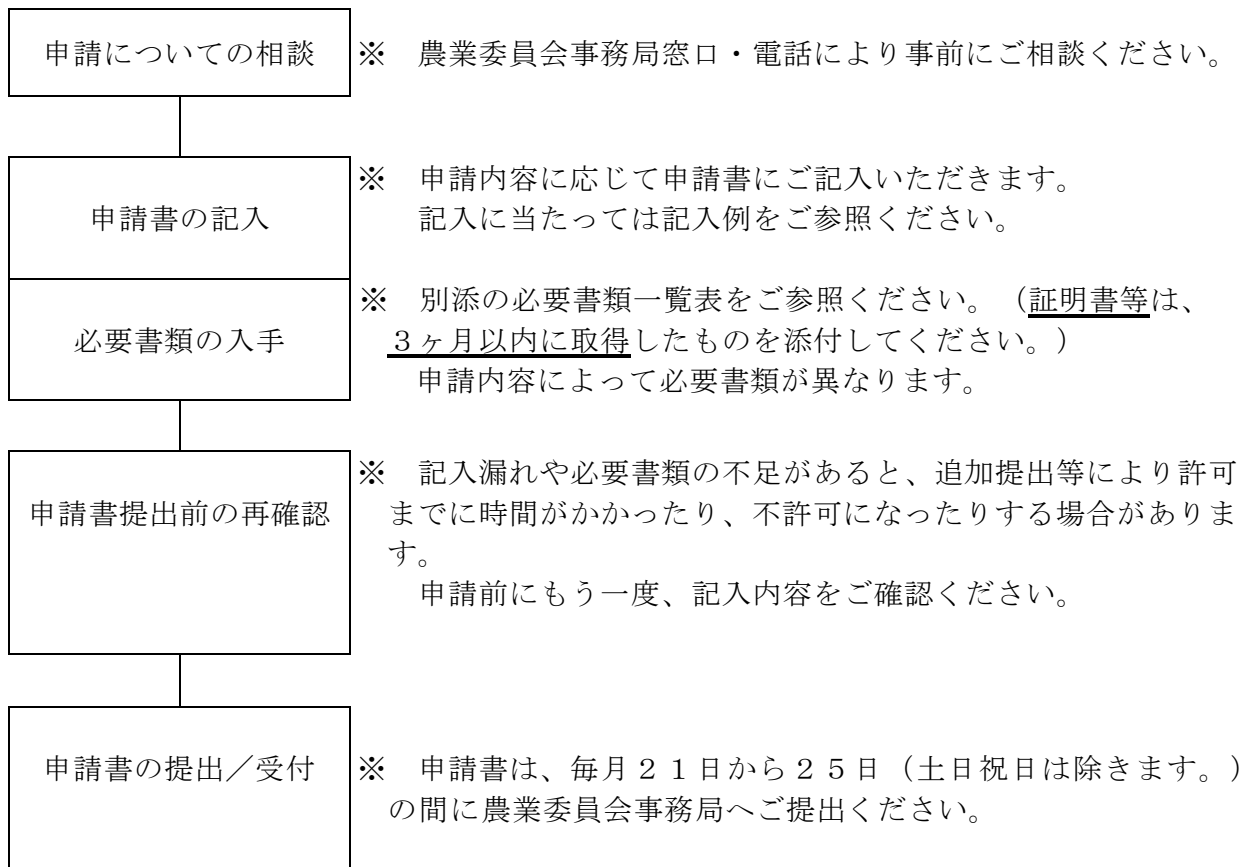 申請についての相談
※　農業委員会事務局窓口・電話により事前にご相談ください。
申請書の記入
※　申請内容に応じて申請書にご記入いただきます。
記入に当たっては記入例をご参照ください。
必要書類の入手
※　別添の必要書類一覧表をご参照ください。（証明書等は、
３ヶ月以内に取得したものを添付してください。）
申請内容によって必要書類が異なります。
申請書提出前の再確認
※　記入漏れや必要書類の不足があると、追加提出等により許可
までに時間がかかったり、不許可になったりする場合がありま
す。
申請前にもう一度、記入内容をご確認ください。
申請書の提出／受付
※　申請書は、毎月２１日から２５日（土日祝日は除きます。）
の間に農業委員会事務局へご提出ください。